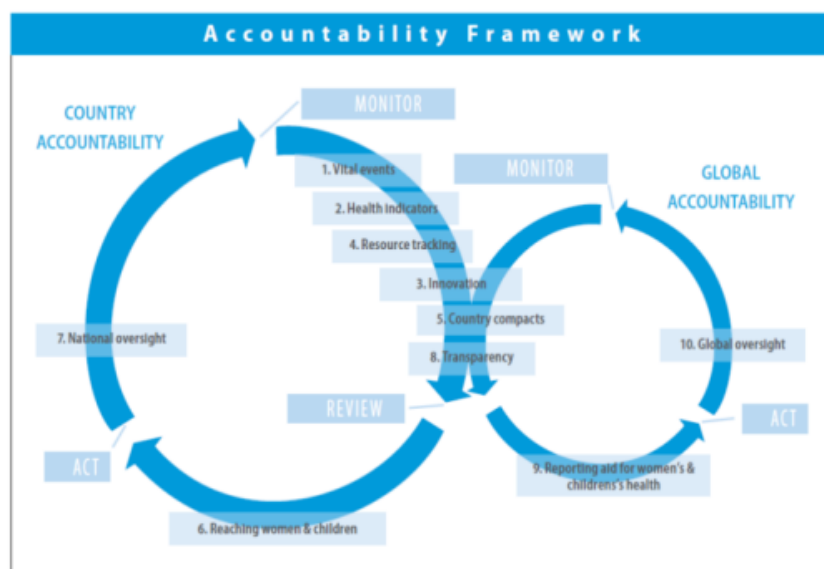 Accountability Framework
COUNTRY
ACCOUNTABILITY
MONITOR
1. Vital events
2. Health indicators
4. Resource tracking
3. Innovation
5. Country compacts
8. Transparency
MONITOR
GLOBAL
ACCOUNTABILITY
7. National oversight
10. Global oversight
REVIEW
ACT
ACT
9. Reporting aid for women's &
childrens's health
6. Reaching women & children